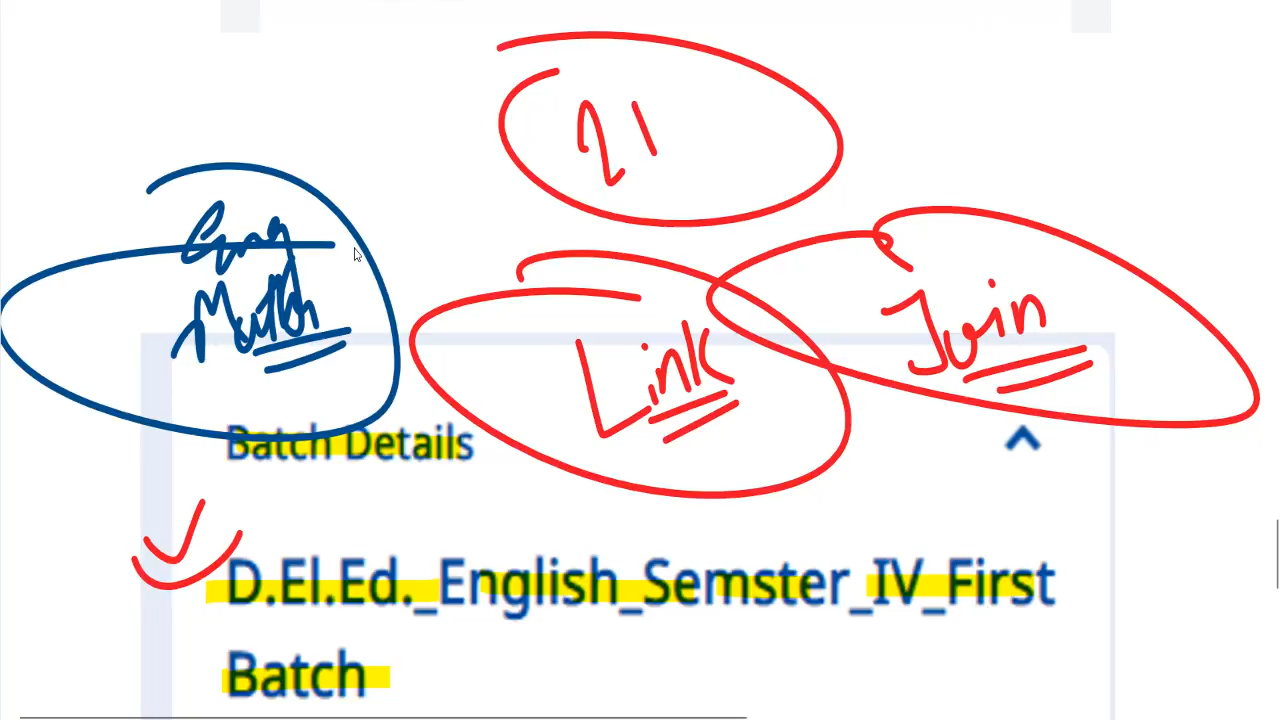 21
Eng
Math
Link
Join
Batch Details
D.El.Ed._English_Semster_IV_First
Batch